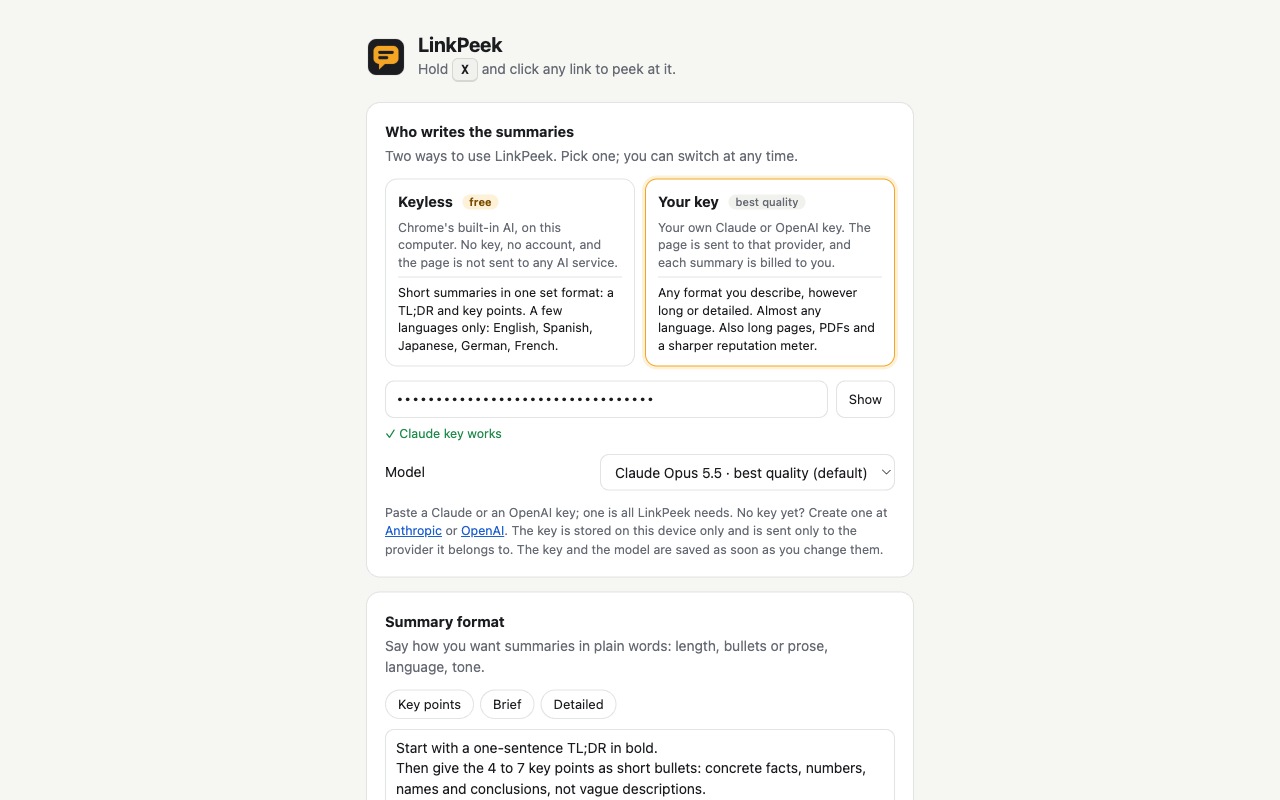 LinkPeek
Hold X and click any link to peek at it.
Who writes the summaries
Two ways to use LinkPeek. Pick one; you can switch at any time.
Keyless free
Chrome's built-in AI, on this
computer. No key, no account, and
the page is not sent to any AI service.
Short summaries in one set format: a
TL;DR and key points. A few
languages only: English, Spanish,
Japanese, German, French.
Your key best quality
Your own Claude or OpenAI key. The
page is sent to that provider, and
each summary is billed to you.
Any format you describe, however
long or detailed. Almost any
language. Also long pages, PDFs and
a sharper reputation meter.
••••••••••••••••••••••••••••••••• Show
✓ Claude key works
Model Claude Opus 5.5 · best quality (default)
Paste a Claude or an OpenAI key; one is all LinkPeek needs. No key yet? Create one at
Anthropic or OpenAI. The key is stored on this device only and is sent only to the
provider it belongs to. The key and the model are saved as soon as you change them.
Summary format
Say how you want summaries in plain words: length, bullets or prose,
language, tone.
Key points Brief Detailed
Start with a one-sentence TL;DR in bold.
Then give the 4 to 7 key points as short bullets: concrete facts, numbers,
names and conclusions, not vague descriptions.